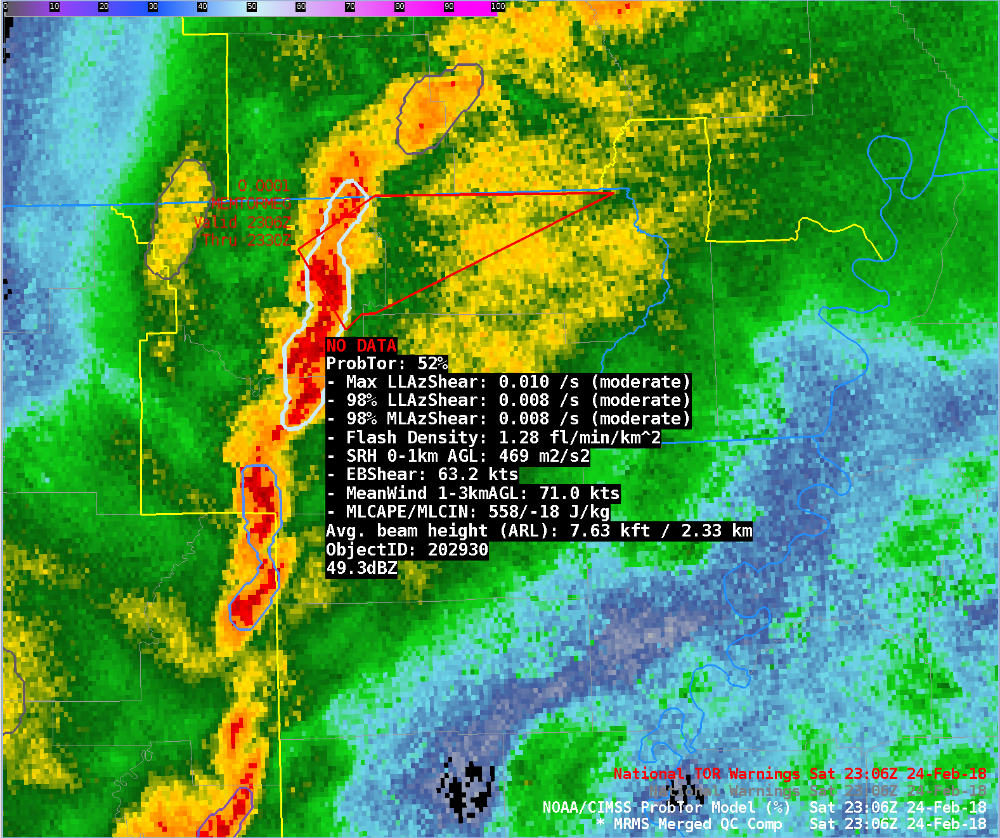 0 10 20 30 40 50 60 70 80 90 100
0.0001
MEMTORMEG
Valid 2306Z
Thru 2330Z
NO DATA
ProbTor: 52%
- Max LLAzShear: 0.010 /s (moderate)
- 98% LLAzShear: 0.008 /s (moderate)
- 98% MLAzShear: 0.008 /s (moderate)
- Flash Density: 1.28 fl/min/km^2
- SRH 0-1km AGL: 469 m2/s2
- EBShear: 63.2 kts
- MeanWind 1-3kmAGL: 71.0 kts
- MLCAPE/MLCIN: 558/-18 J/kg
Avg. beam height (ARL): 7.63 kft / 2.33 km
ObjectID: 202930
49.3dBZ
National TOR Warnings Sat 23:06Z 24-Feb-18
National Warnings Sat 23:06Z 24-Feb-18
NOAA/CIMSS ProbTor Model (%) Sat 23:06Z 24-Feb-18
* MRMS Merged QC Comp Sat 23:06Z 24-Feb-18